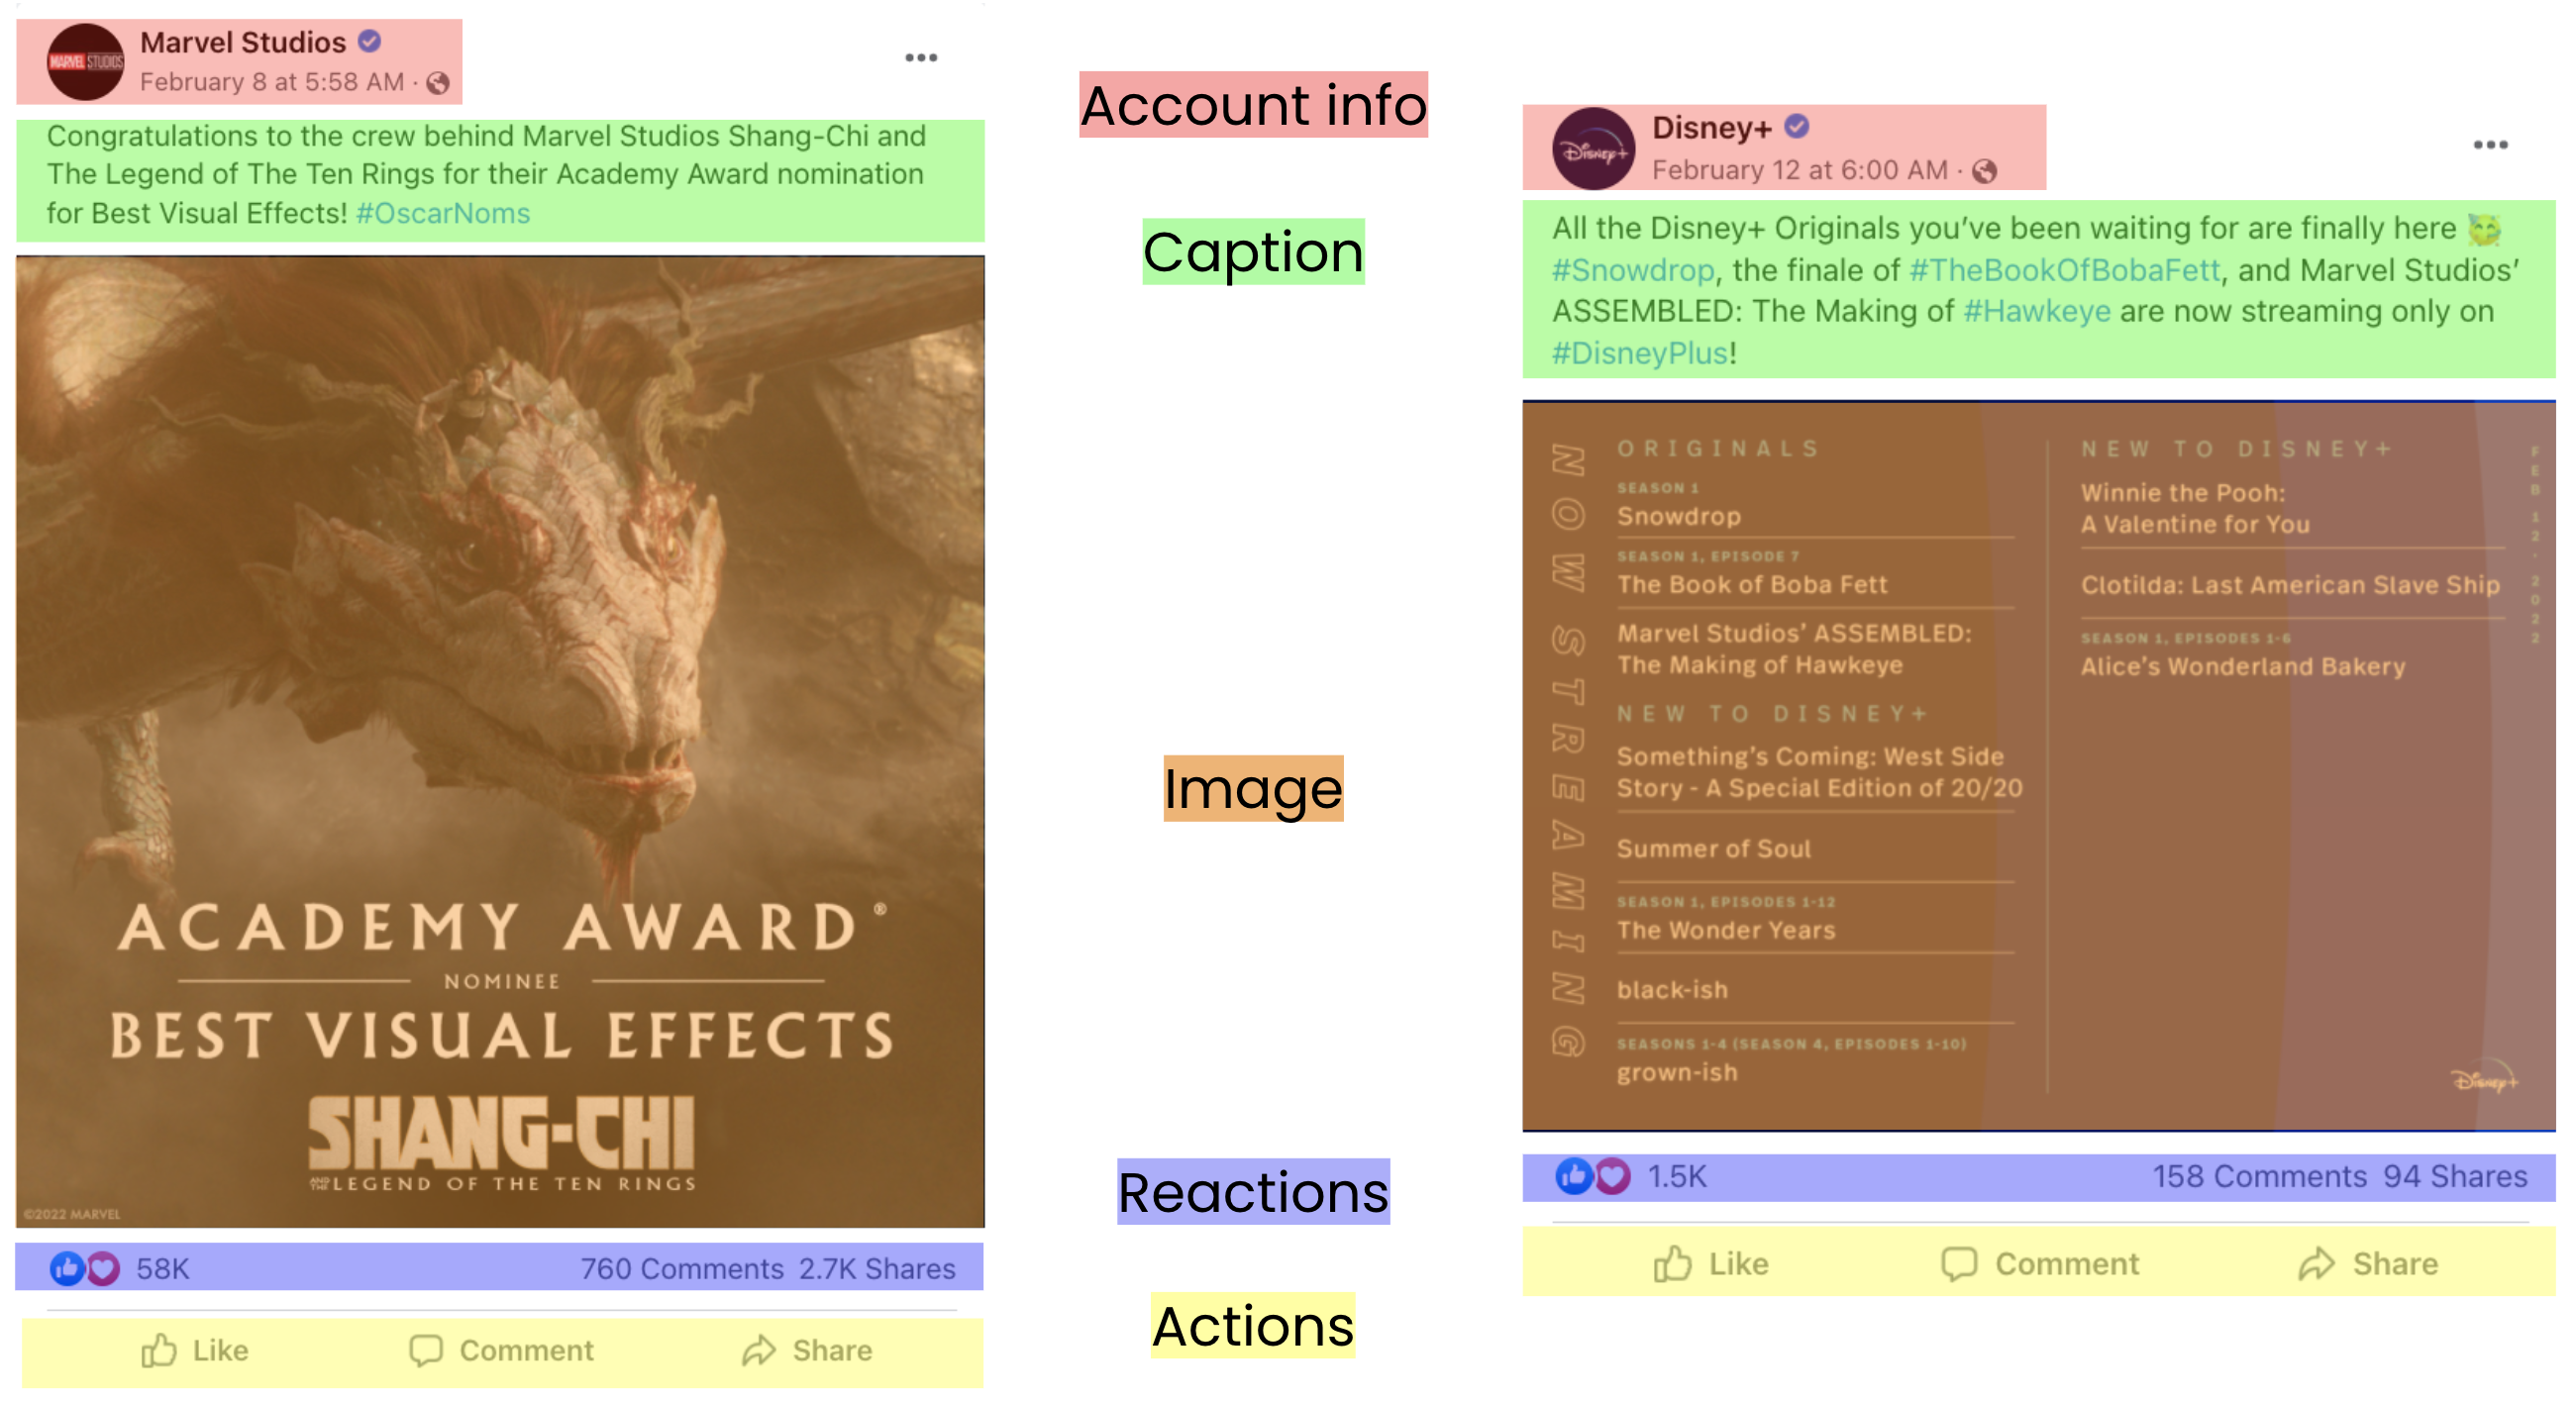 MARVEL STUDIOS
Marvel Studios
February 8 at 5:58 AM ·
Congratulations to the crew behind Marvel Studios Shang-Chi and
The Legend of The Ten Rings for their Academy Award nomination
for Best Visual Effects! #OscarNoms
ACADEMY AWARD®
NOMINEE
BEST VISUAL EFFECTS
SHANG-CHI
AND THE LEGEND OF THE TEN RINGS
©2022 MARVEL
58K
760 Comments 2.7K Shares
Like Comment Share
Account info
Caption
Image
Reactions
Actions
Disney+
Disney+
February 12 at 6:00 AM ·
All the Disney+ Originals you’ve been waiting for are finally here 🥳
#Snowdrop, the finale of #TheBookOfBobaFett, and Marvel Studios’
ASSEMBLED: The Making of #Hawkeye are now streaming only on
#DisneyPlus!
NOW STREAMING
ORIGINALS
SEASON 1
Snowdrop
SEASON 1, EPISODE 7
The Book of Boba Fett
Marvel Studios’ ASSEMBLED:
The Making of Hawkeye
NEW TO DISNEY+
Something’s Coming: West Side
Story - A Special Edition of 20/20
Summer of Soul
SEASON 1, EPISODES 1-12
The Wonder Years
black-ish
SEASONS 1-4 (SEASON 4, EPISODES 1-10)
grown-ish
NEW TO DISNEY+
Winnie the Pooh:
A Valentine for You
Clotilda: Last American Slave Ship
SEASON 1, EPISODES 1-6
Alice’s Wonderland Bakery
FEB 12, 2022
Disney+
1.5K
158 Comments 94 Shares
Like Comment Share